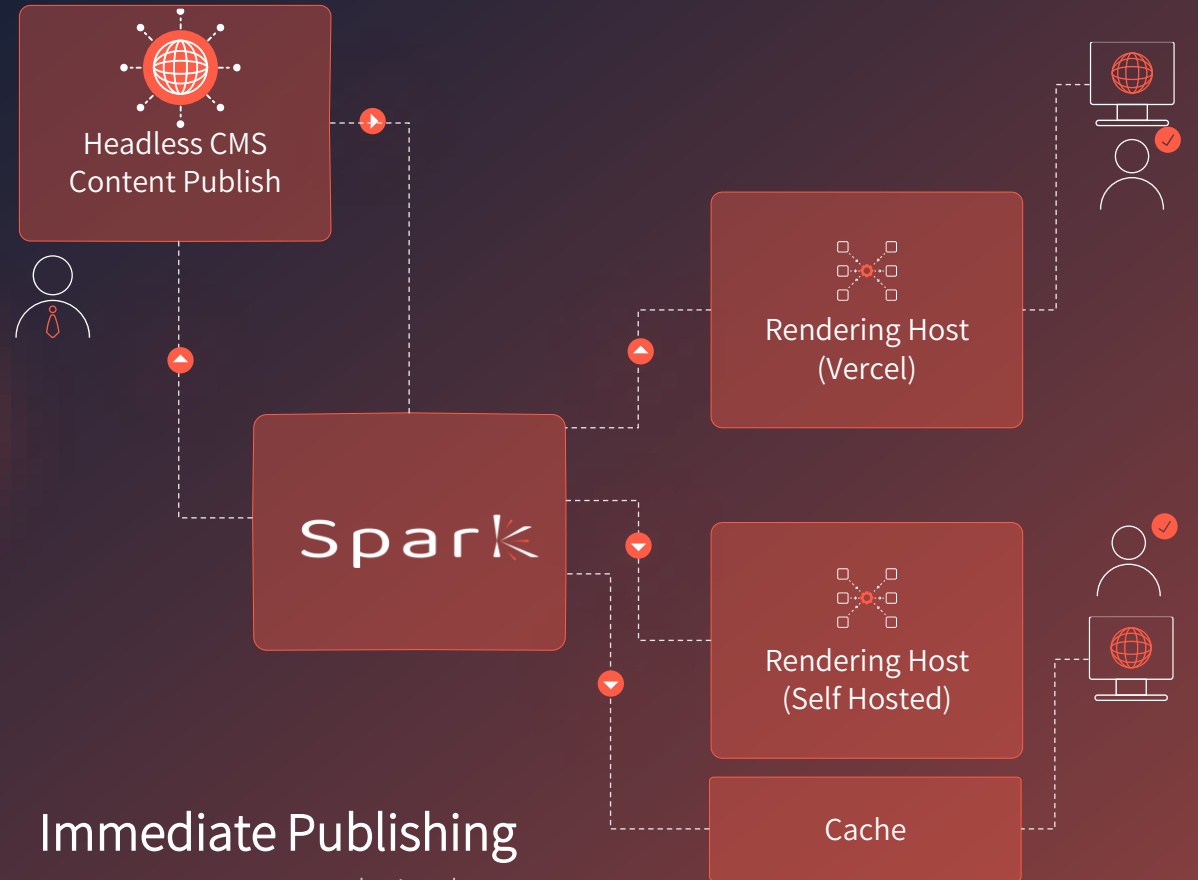 Headless CMS
Content Publish
Rendering Host
(Vercel)
Spark
Rendering Host
(Self Hosted)
Cache
Immediate Publishing